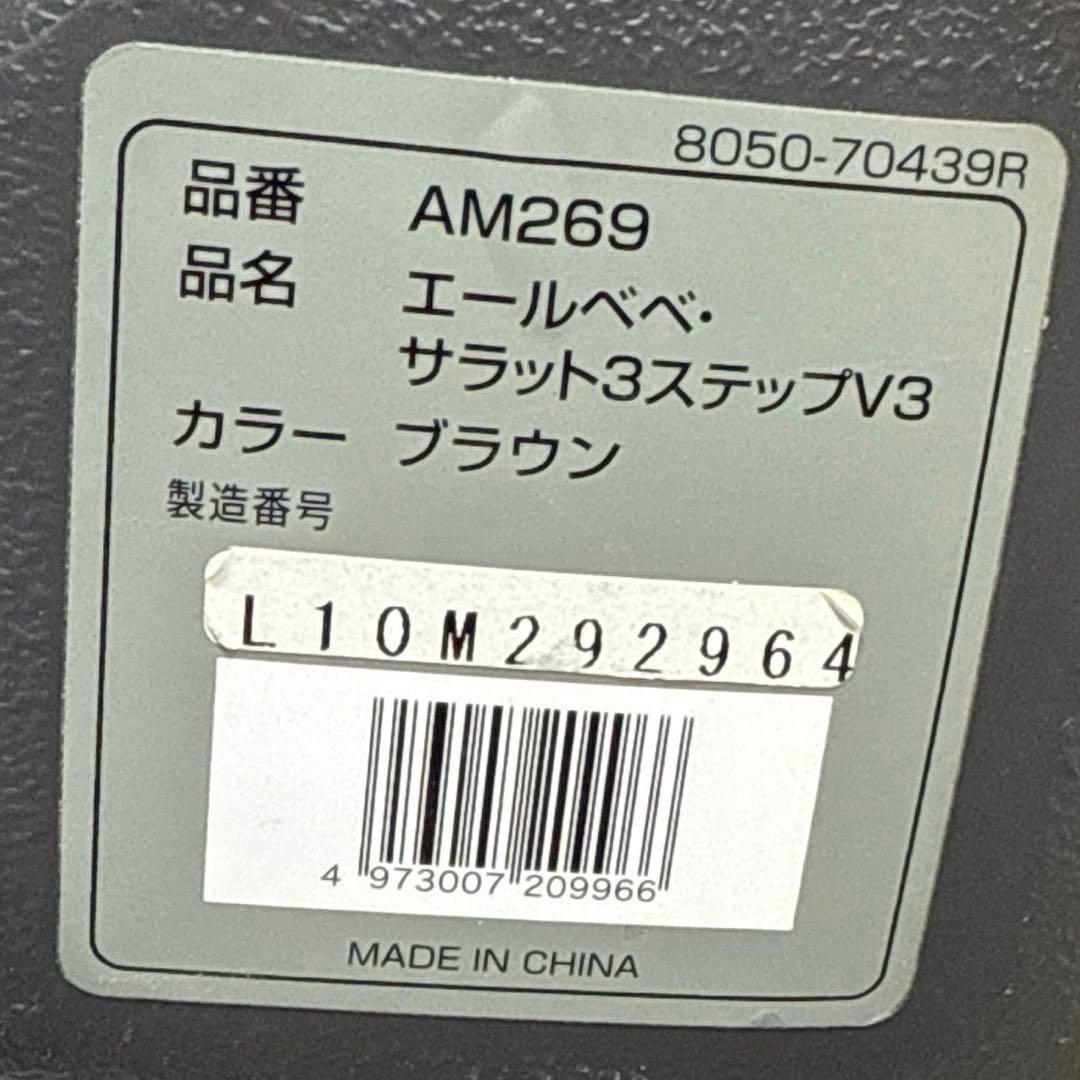 8050-70439R
品番 AM269
品名 エールベベ・
サラット3ステップV3
カラー ブラウン
製造番号
L10M292964
4 973007 209966
MADE IN CHINA